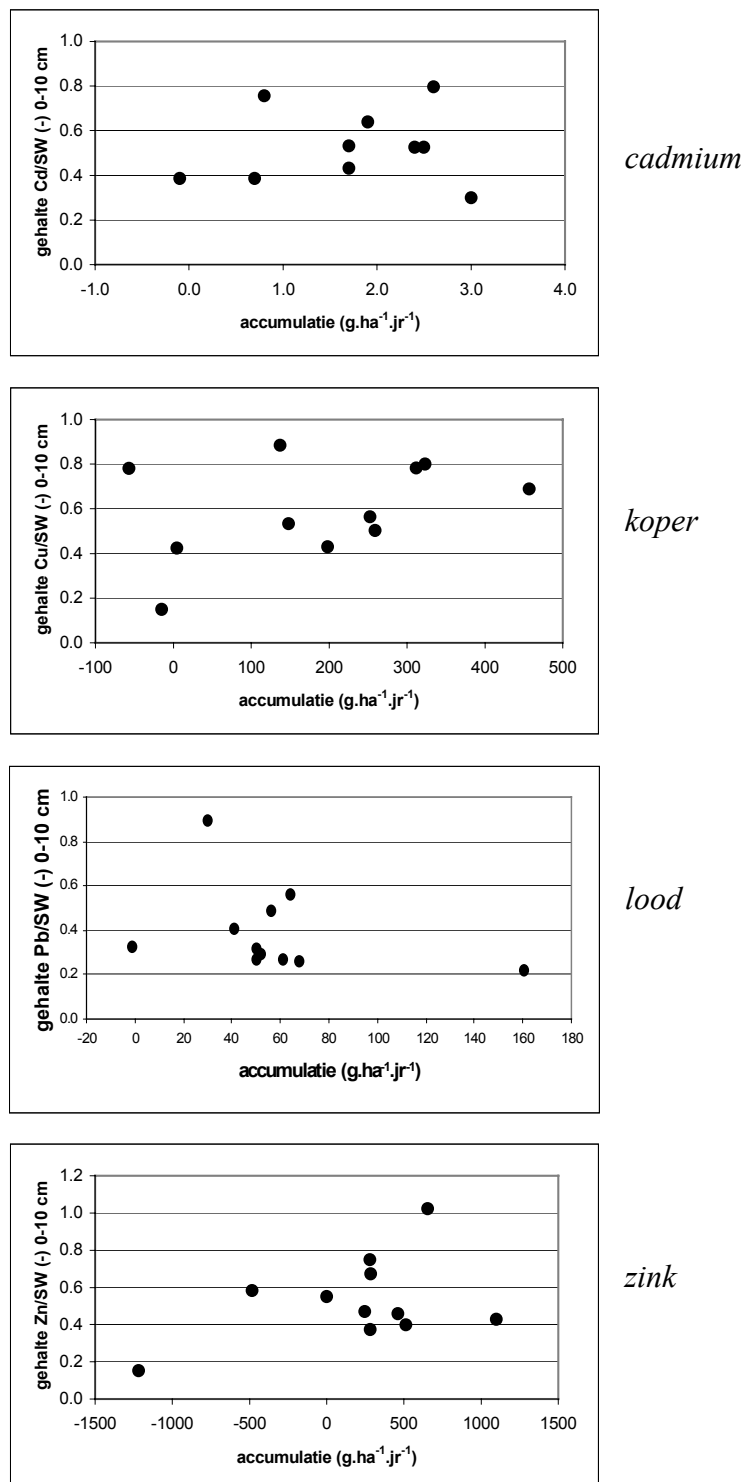 1.0
0.8
0.6
0.4
0.2
0.0
gehalte Cd/SW (-) 0-10 cm
-1.0 0.0 1.0 2.0 3.0 4.0
accumulatie (g.ha⁻¹.jr⁻¹)
cadmium
1.0
0.8
0.6
0.4
0.2
0.0
gehalte Cu/SW (-) 0-10 cm
-100 0 100 200 300 400 500
accumulatie (g.ha⁻¹.jr⁻¹)
koper
1.0
0.8
0.6
0.4
0.2
0.0
gehalte Pb/SW (-) 0-10 cm
-20 0 20 40 60 80 100 120 140 160 180
accumulatie (g.ha⁻¹.jr⁻¹)
lood
1.2
1.0
0.8
0.6
0.4
0.2
0.0
gehalte Zn/SW (-) 0-10 cm
-1500 -1000 -500 0 500 1000 1500
accumulatie (g.ha⁻¹.jr⁻¹)
zink